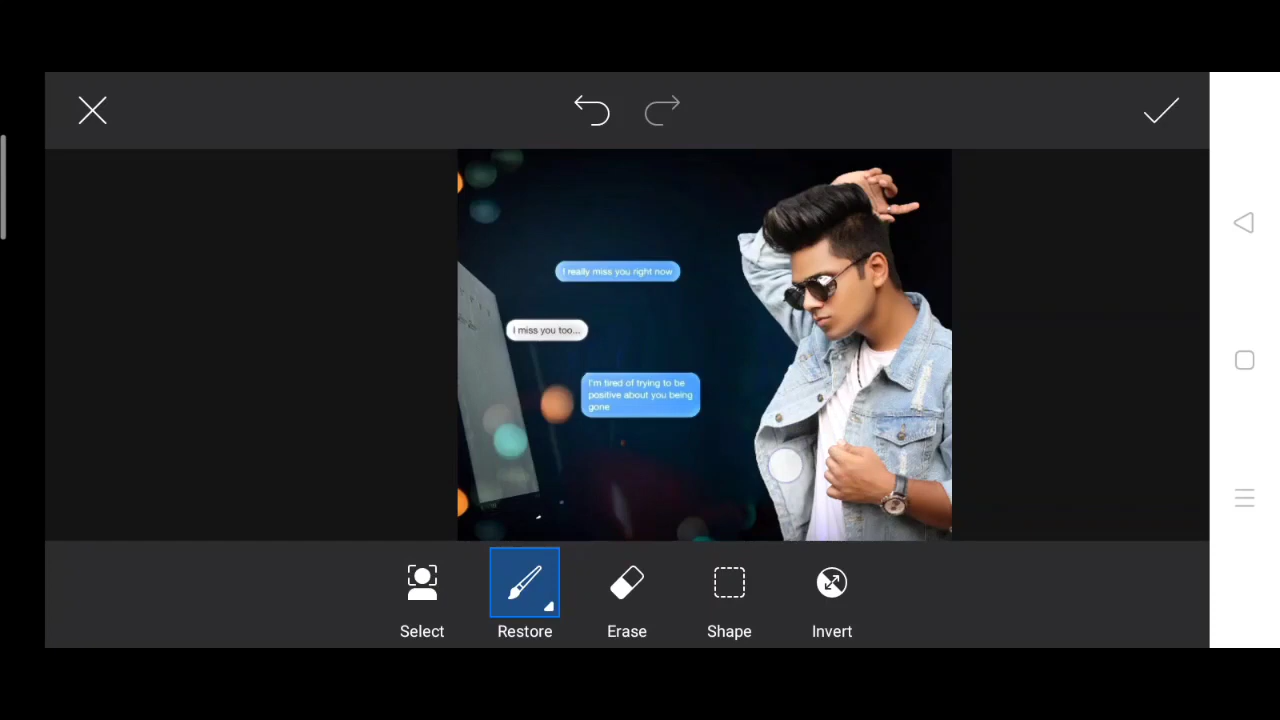 I really miss you right now
I miss you too...
I'm tired of trying to be
positive about you being
gone
Select
Restore
Erase
Shape
Invert